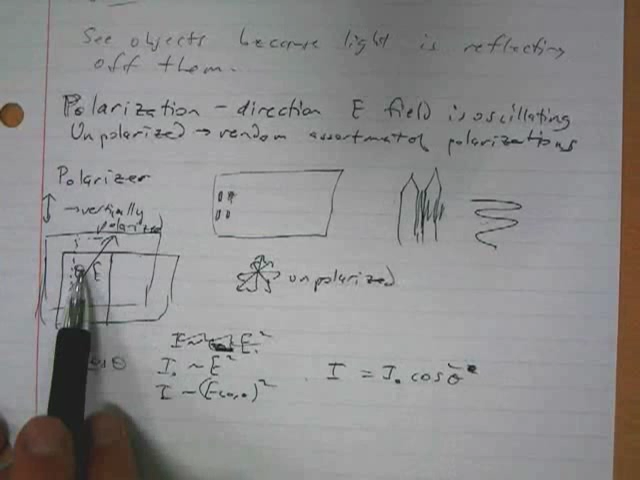 See objects because light is reflecting
off them.
Polarization - direction E field is oscillating
Unpolarized → random assortment of polarizations
Polarizer
→ vertically
polarized
E
unpolarized
I₀ ~ E²
I ~ (E cos θ)²
I = I₀ cos²θ